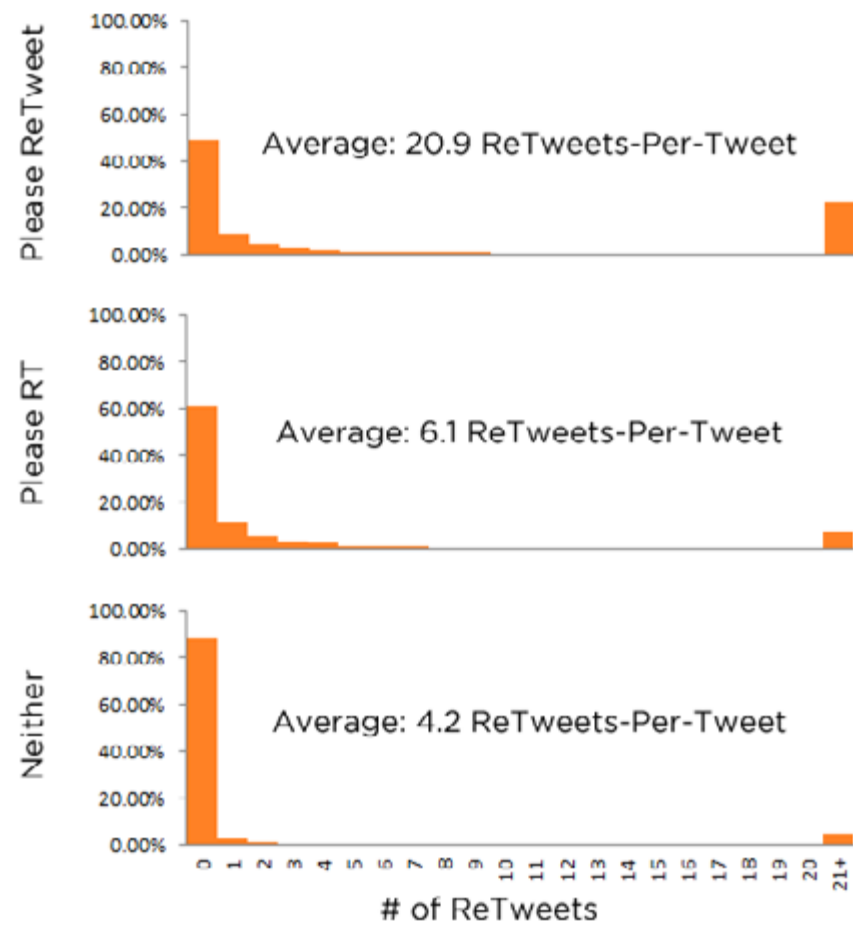 Please ReTweet
100.00%
80.00%
60.00%
40.00%
20.00%
0.00%
Average: 20.9 ReTweets-Per-Tweet
Please RT
100.00%
80.00%
60.00%
40.00%
20.00%
0.00%
Average: 6.1 ReTweets-Per-Tweet
Neither
100.00%
80.00%
60.00%
40.00%
20.00%
0.00%
Average: 4.2 ReTweets-Per-Tweet
0 1 2 3 4 5 6 7 8 9 10 11 12 13 14 15 16 17 18 19 20 21+
# of ReTweets